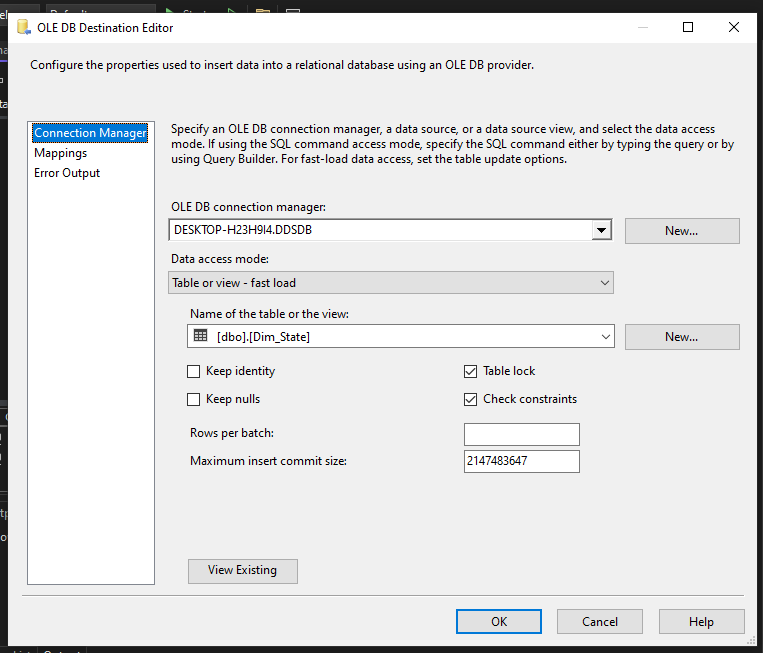 OLE DB Destination Editor
Configure the properties used to insert data into a relational database using an OLE DB provider.
Connection Manager
Mappings
Error Output
Specify an OLE DB connection manager, a data source, or a data source view, and select the data access
mode. If using the SQL command access mode, specify the SQL command either by typing the query or by
using Query Builder. For fast-load data access, set the table update options.
OLE DB connection manager:
DESKTOP-H23H9I4.DDSDB
New...
Data access mode:
Table or view - fast load
Name of the table or the view:
[dbo].[Dim_State]
New...
Keep identity
Table lock
Keep nulls
Check constraints
Rows per batch:
Maximum insert commit size:
2147483647
View Existing
OK
Cancel
Help